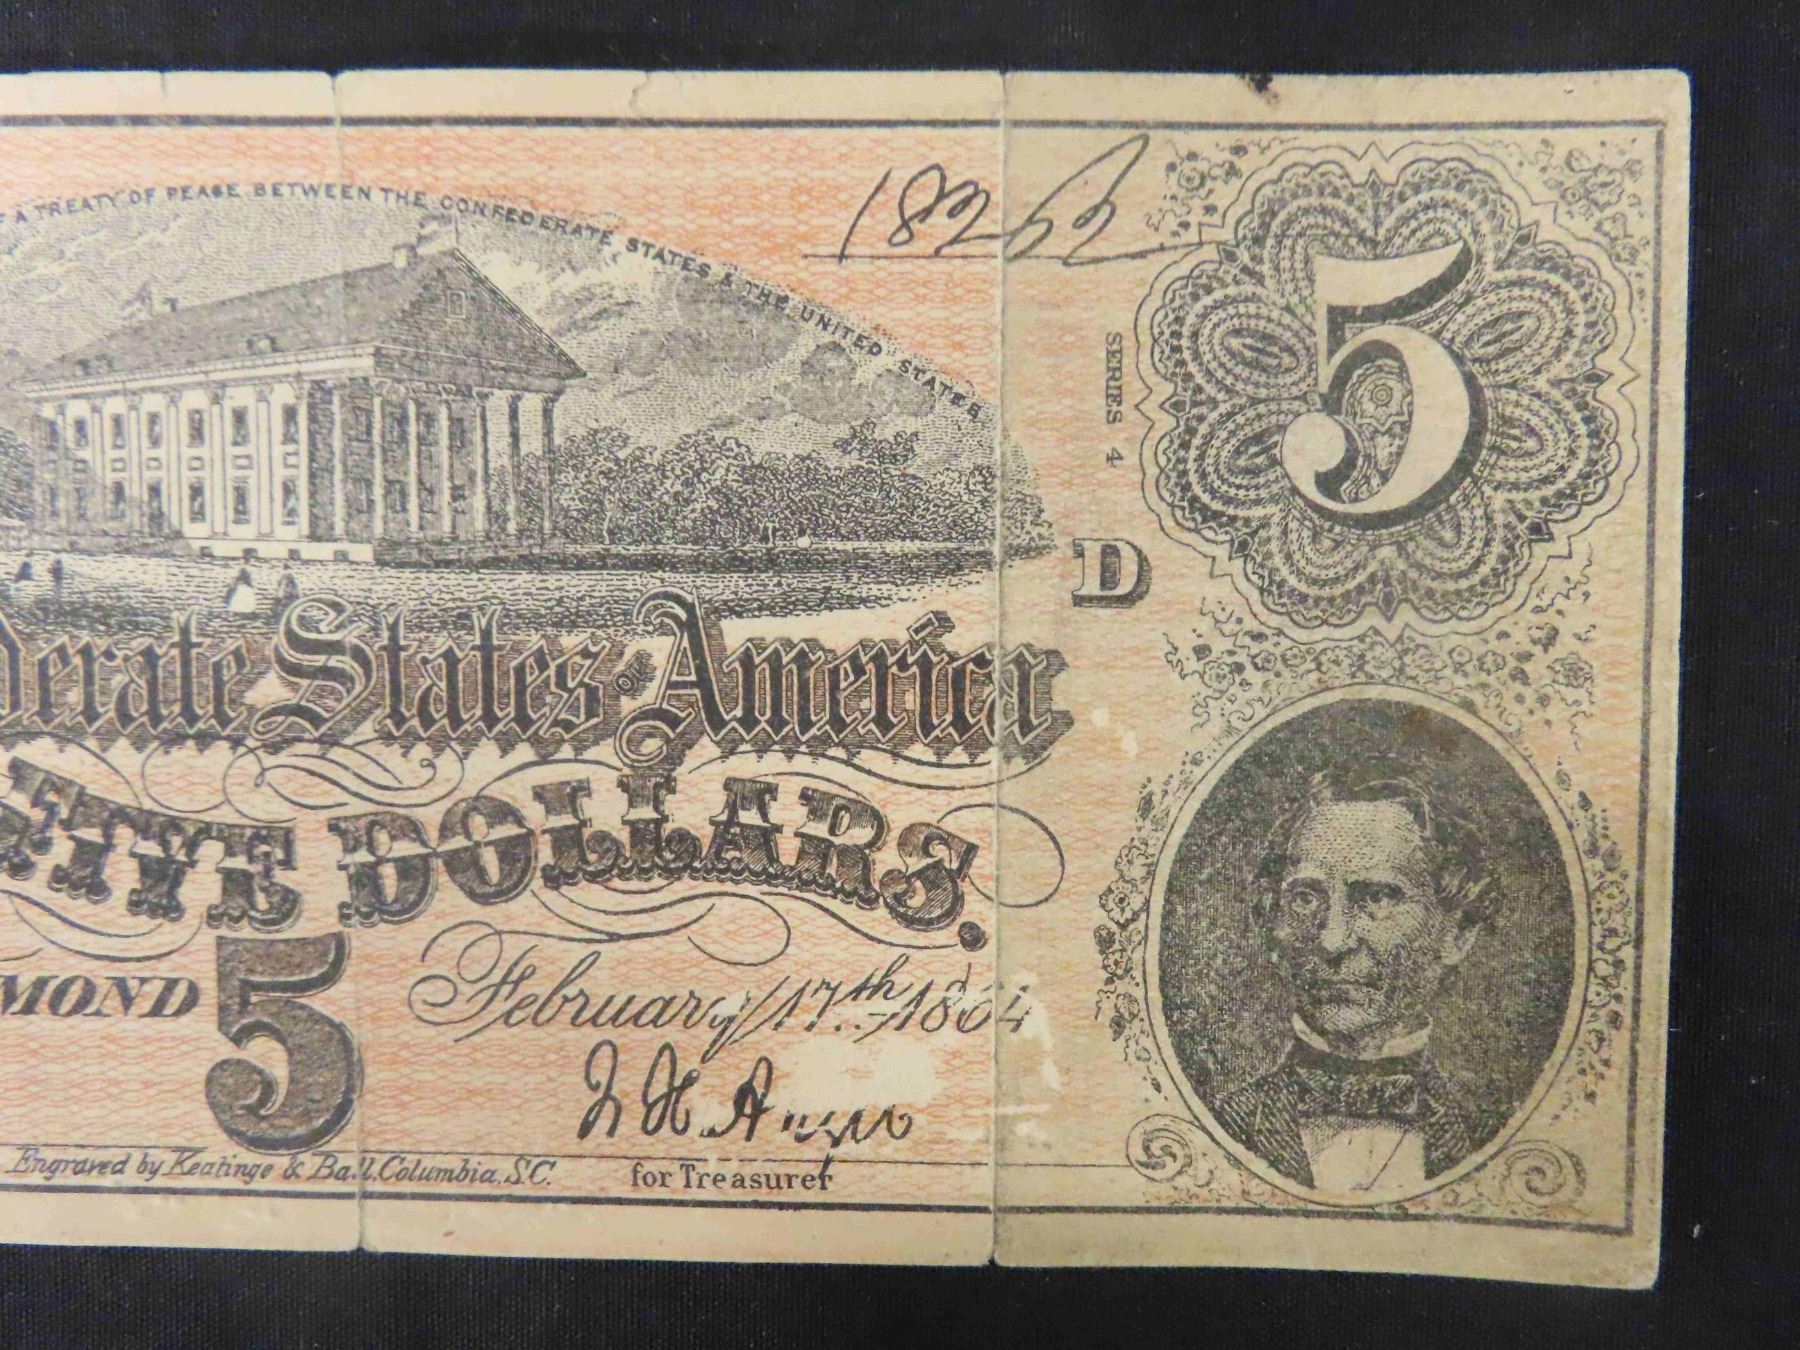 F A TREATY OF PEACE BETWEEN THE CONFEDERATE STATES & THE UNITED STATES
18262
5
SERIES 4
D
derate States OF America
FIVE DOLLARS.
MOND
5
February 17th 1864
Engraved by Keatinge & Ball, Columbia, S.C.
for Treasurer